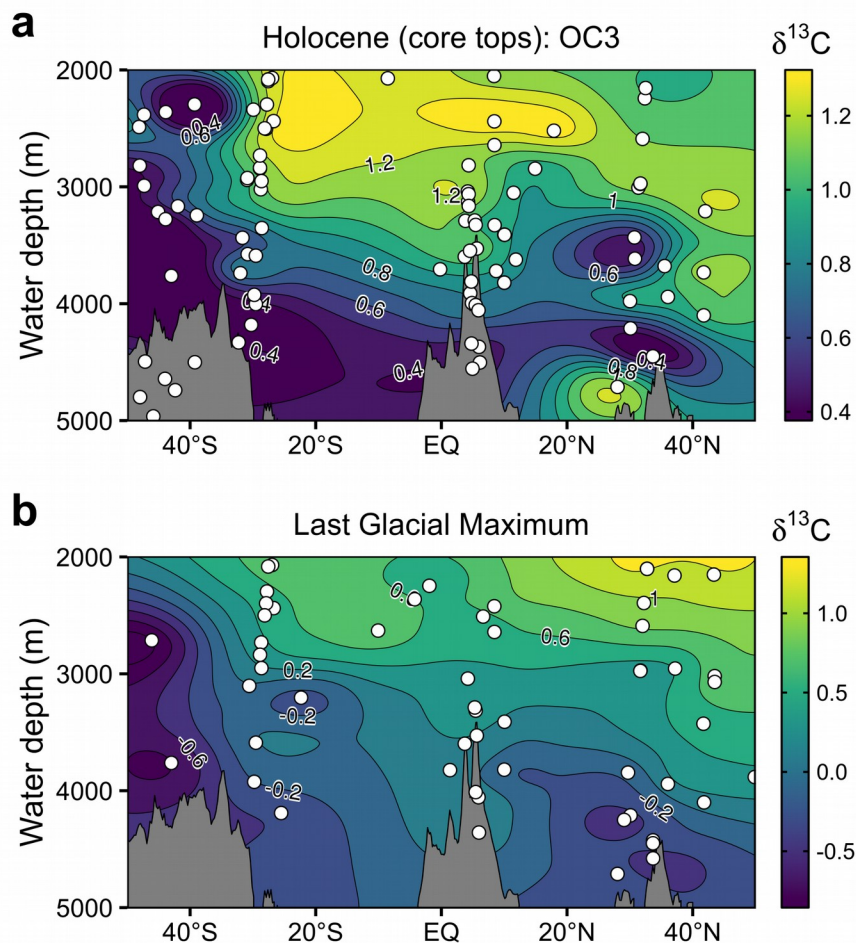 a
Holocene (core tops): OC3
δ13C
2000
3000
4000
5000
Water depth (m)
40°S
20°S
EQ
20°N
40°N
0.4
0.8
1.2
1.2
1
0.8
0.6
0.6
0.4
0.4
0.4
0.4
0.8
1.2
1.0
0.8
0.6
0.4
b
Last Glacial Maximum
δ13C
2000
3000
4000
5000
Water depth (m)
40°S
20°S
EQ
20°N
40°N
1
0.6
0.2
-0.2
-0.6
-0.2
-0.2
1.0
0.5
0.0
-0.5